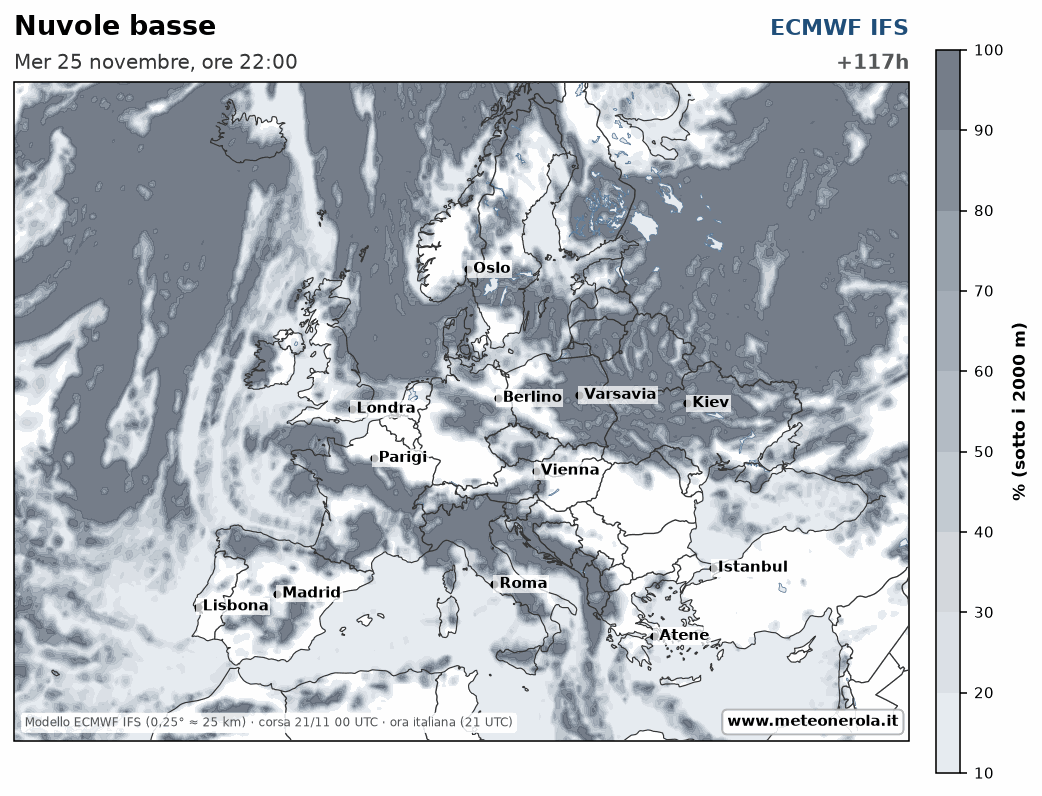 Nuvole basse
ECMWF IFS
Mer 25 novembre, ore 22:00
+117h
100
90
80
70
60
50
40
30
20
10
% (sotto i 2000 m)
Oslo
Londra
Berlino
Varsavia
Kiev
Parigi
Vienna
Istanbul
Roma
Madrid
Lisbona
Atene
Modello ECMWF IFS (0,25° ≈ 25 km) · corsa 21/11 00 UTC · ora italiana (21 UTC)
www.meteonerola.it